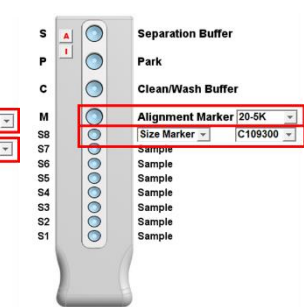 S A Separation Buffer
I
P Park
C Clean/Wash Buffer
M Alignment Marker 20-5K
S8 Size Marker C109300
S7 Sample
S6 Sample
S5 Sample
S4 Sample
S3 Sample
S2 Sample
S1 Sample